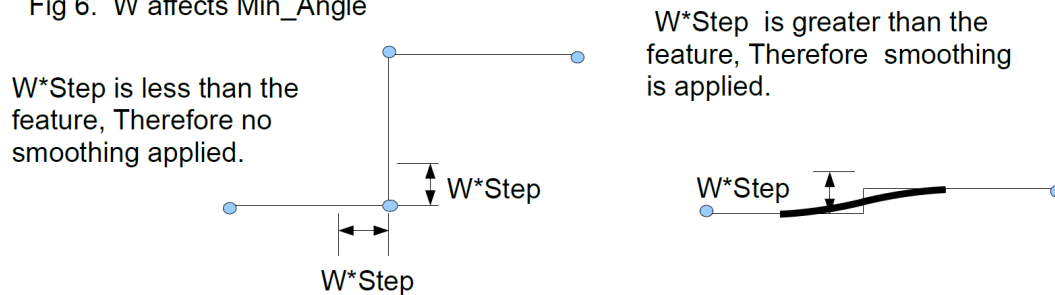 Fig 6. W affects Min_Angle
W*Step is less than the
feature, Therefore no
smoothing applied.
W*Step
W*Step
W*Step is greater than the
feature, Therefore smoothing
is applied.
W*Step